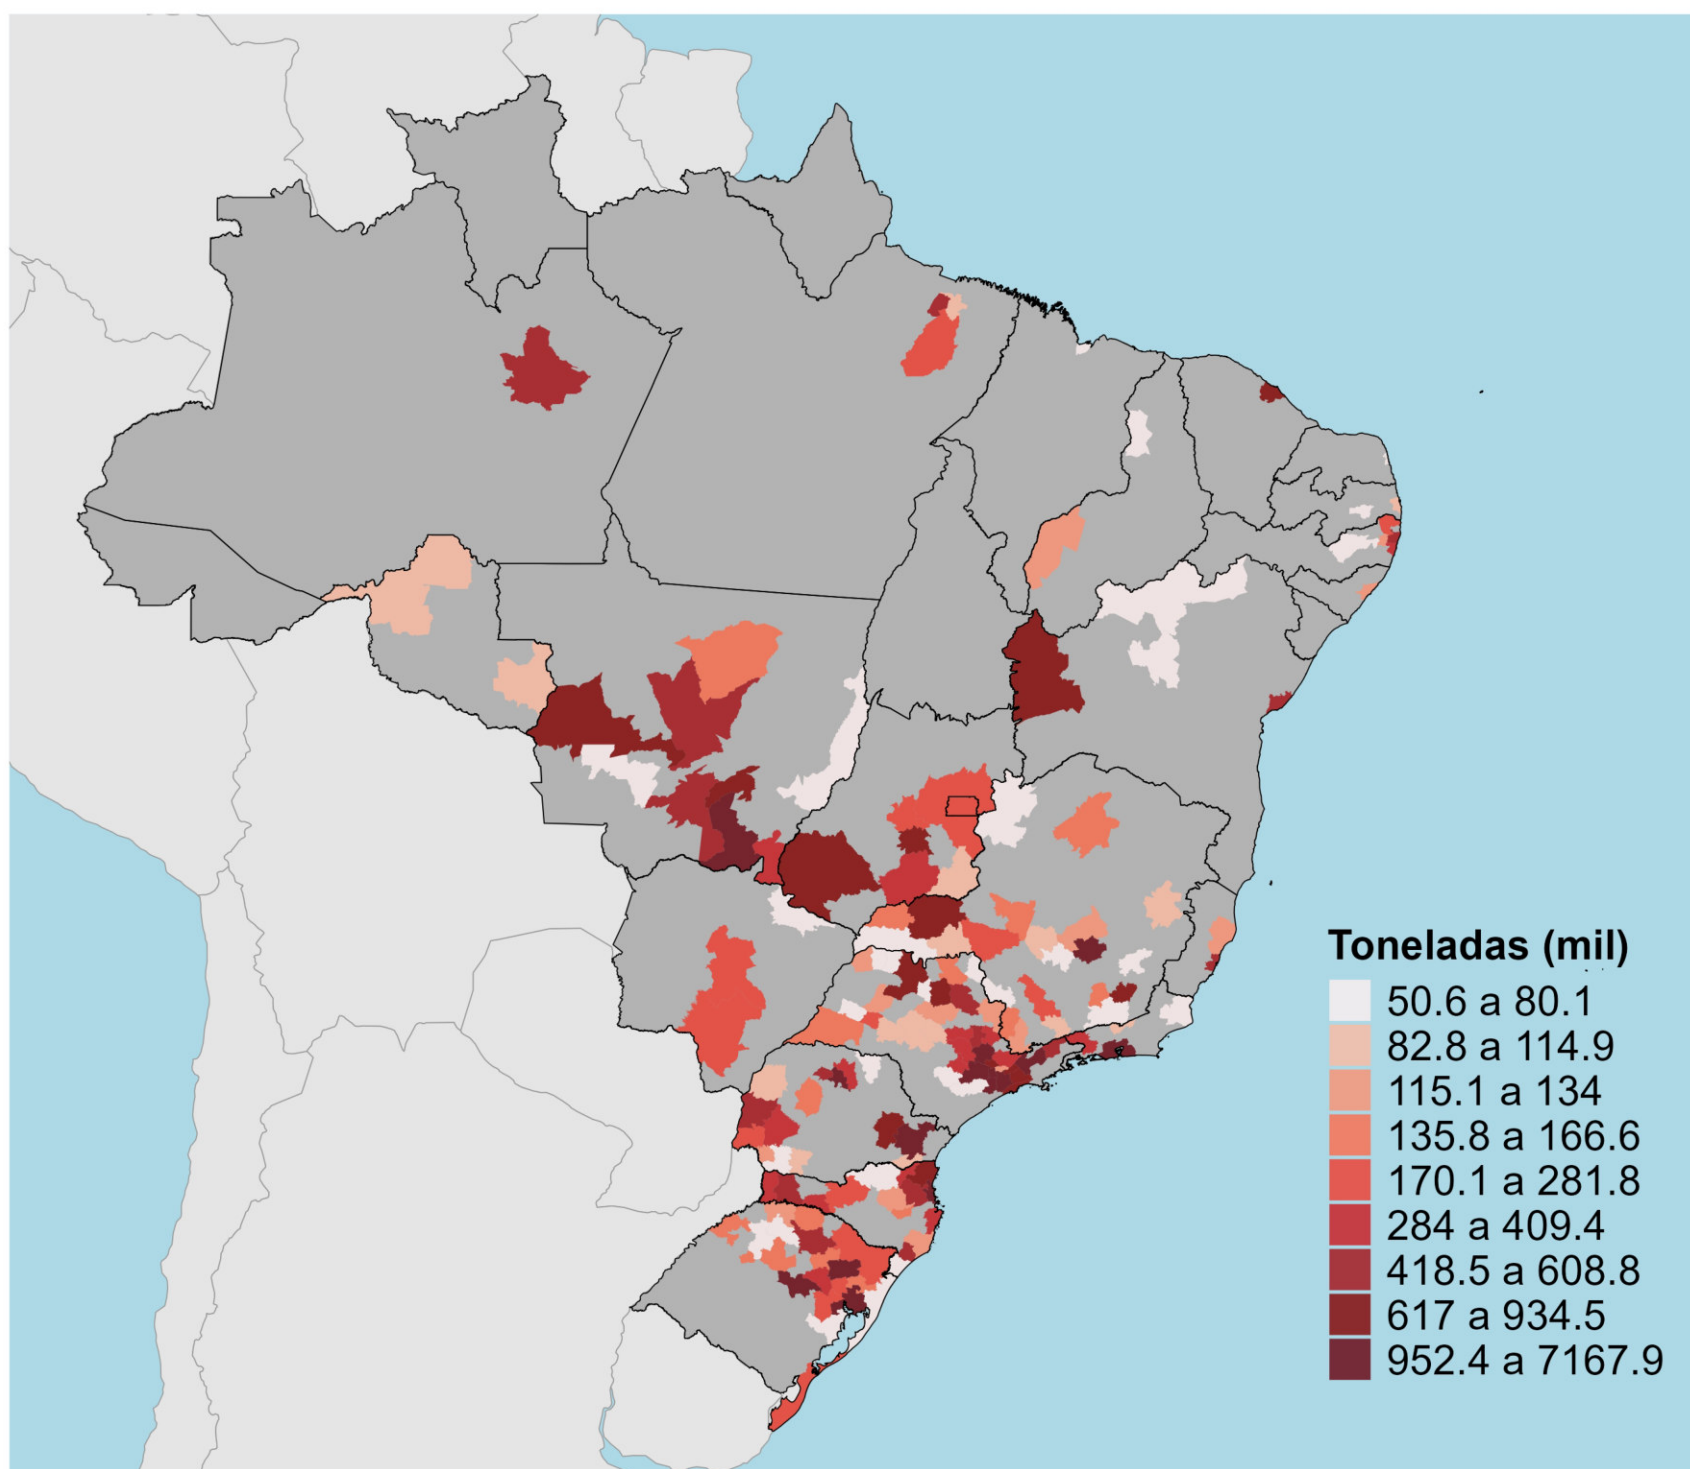 Toneladas (mil)
50.6 a 80.1
82.8 a 114.9
115.1 a 134
135.8 a 166.6
170.1 a 281.8
284 a 409.4
418.5 a 608.8
617 a 934.5
952.4 a 7167.9